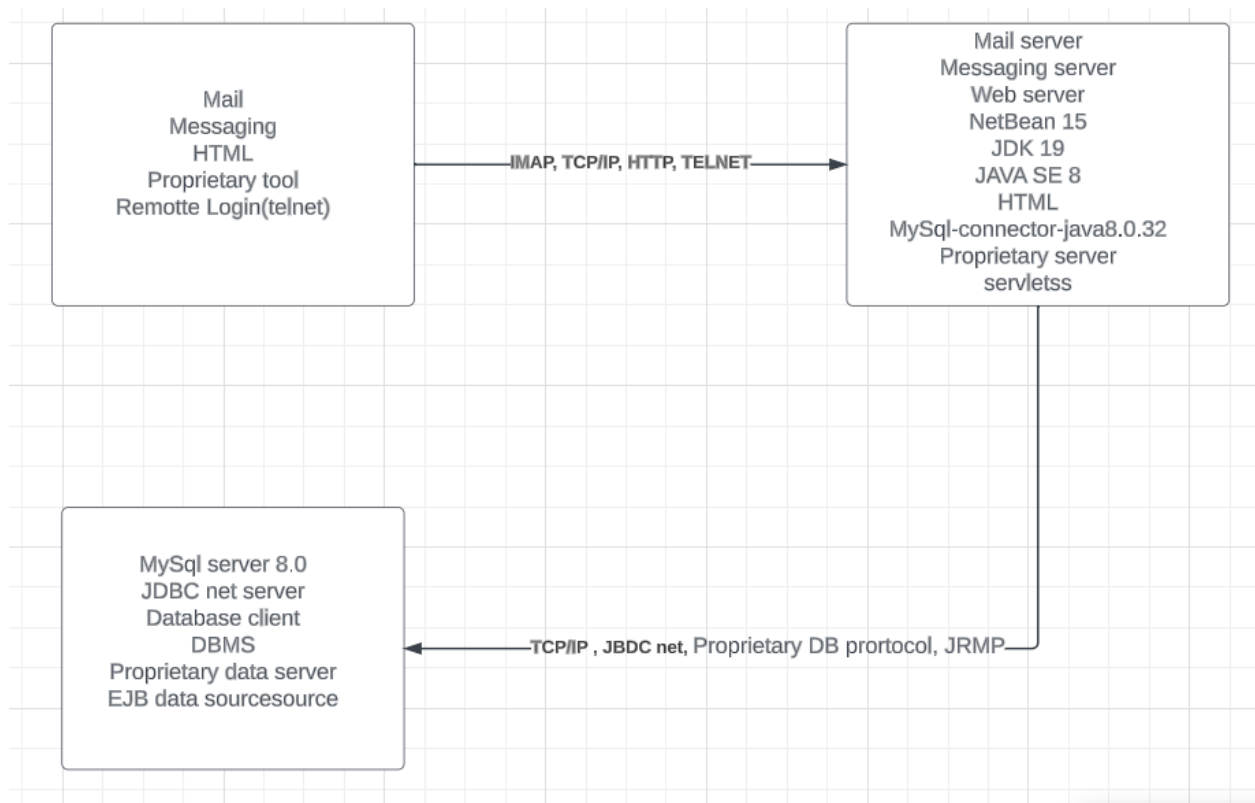 Mail
Messaging
HTML
Proprietary tool
Remotte Login(telnet)
IMAP, TCP/IP, HTTP, TELNET
Mail server
Messaging server
Web server
NetBean 15
JDK 19
JAVA SE 8
HTML
MySql-connector-java8.0.32
Proprietary server
servletss
MySql server 8.0
JDBC net server
Database client
DBMS
Proprietary data server
EJB data sourcesource
TCP/IP , JBDC net, Proprietary DB prortocol, JRMP